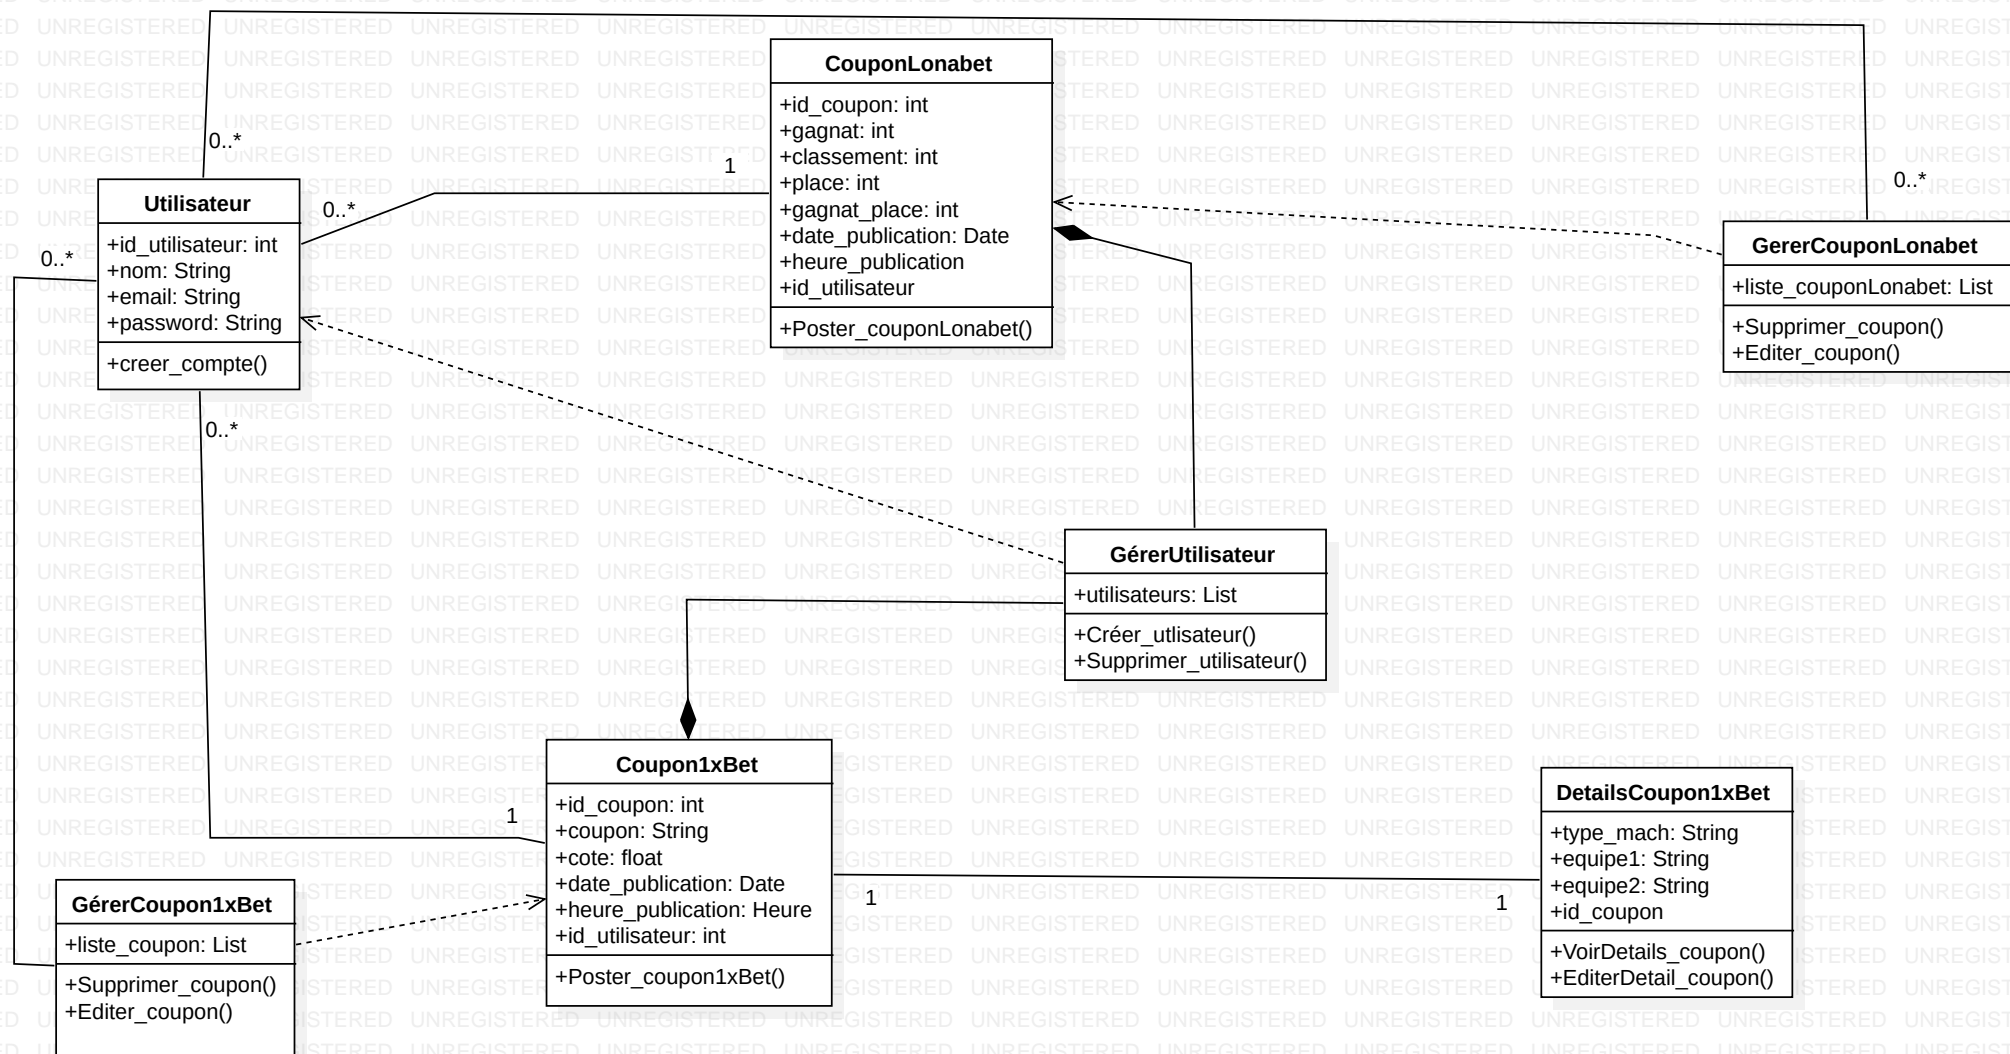 CouponLonabet
+id_coupon: int
+gagnat: int
+classement: int
+place: int
+gagnat_place: int
+date_publication: Date
+heure_publication
+id_utilisateur
+Poster_couponLonabet()
0..*
1
0..*
0..*
Utilisateur
+id_utilisateur: int
+nom: String
+email: String
+password: String
+creer_compte()
0..*
0..*
GererCouponLonabet
+liste_couponLonabet: List
+Supprimer_coupon()
+Editer_coupon()
GérerUtilisateur
+utilisateurs: List
+Créer_utlisateur()
+Supprimer_utilisateur()
1
Coupon1xBet
+id_coupon: int
+coupon: String
+cote: float
+date_publication: Date
+heure_publication: Heure
+id_utilisateur: int
+Poster_coupon1xBet()
1
1
DetailsCoupon1xBet
+type_mach: String
+equipe1: String
+equipe2: String
+id_coupon
+VoirDetails_coupon()
+EditerDetail_coupon()
GérerCoupon1xBet
+liste_coupon: List
+Supprimer_coupon()
+Editer_coupon()
UNREGISTERED